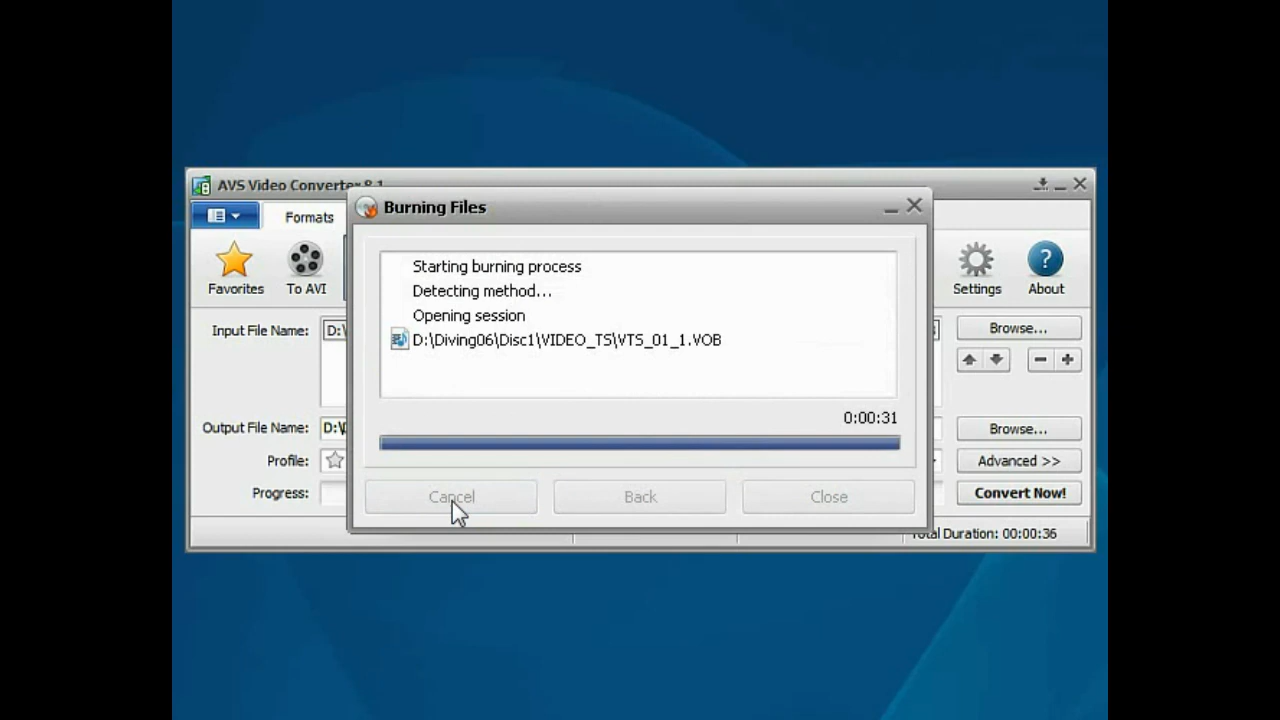 AVS Video Converter 8.1
Burning Files
Formats
Favorites
To AVI
Settings
About
Starting burning process
Detecting method...
Opening session
D:\Diving06\Disc1\VIDEO_TS\VTS_01_1.VOB
Input File Name:
D:\
Browse...
0:00:31
Output File Name:
D:\
Browse...
Profile:
Advanced >>
Progress:
Cancel
Back
Close
Convert Now!
Total Duration: 00:00:36